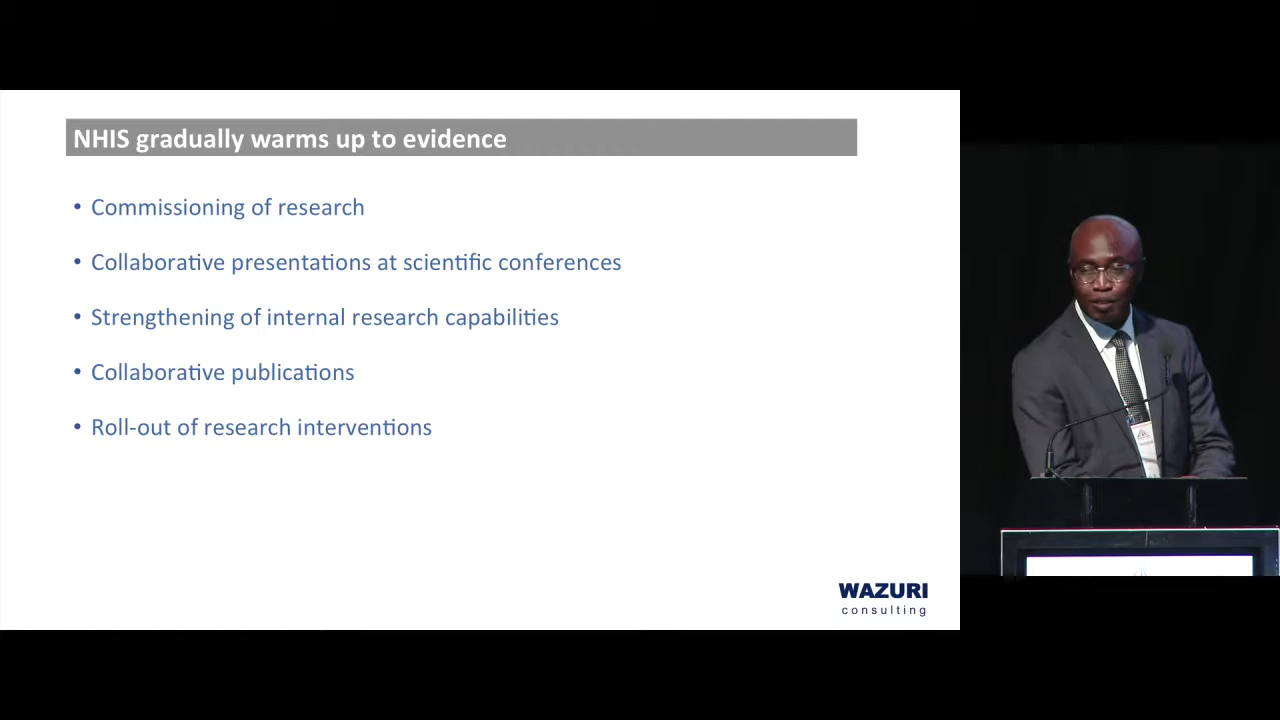 NHIS gradually warms up to evidence
• Commissioning of research
• Collaborative presentations at scientific conferences
• Strengthening of internal research capabilities
• Collaborative publications
• Roll-out of research interventions
WAZURI
consulting